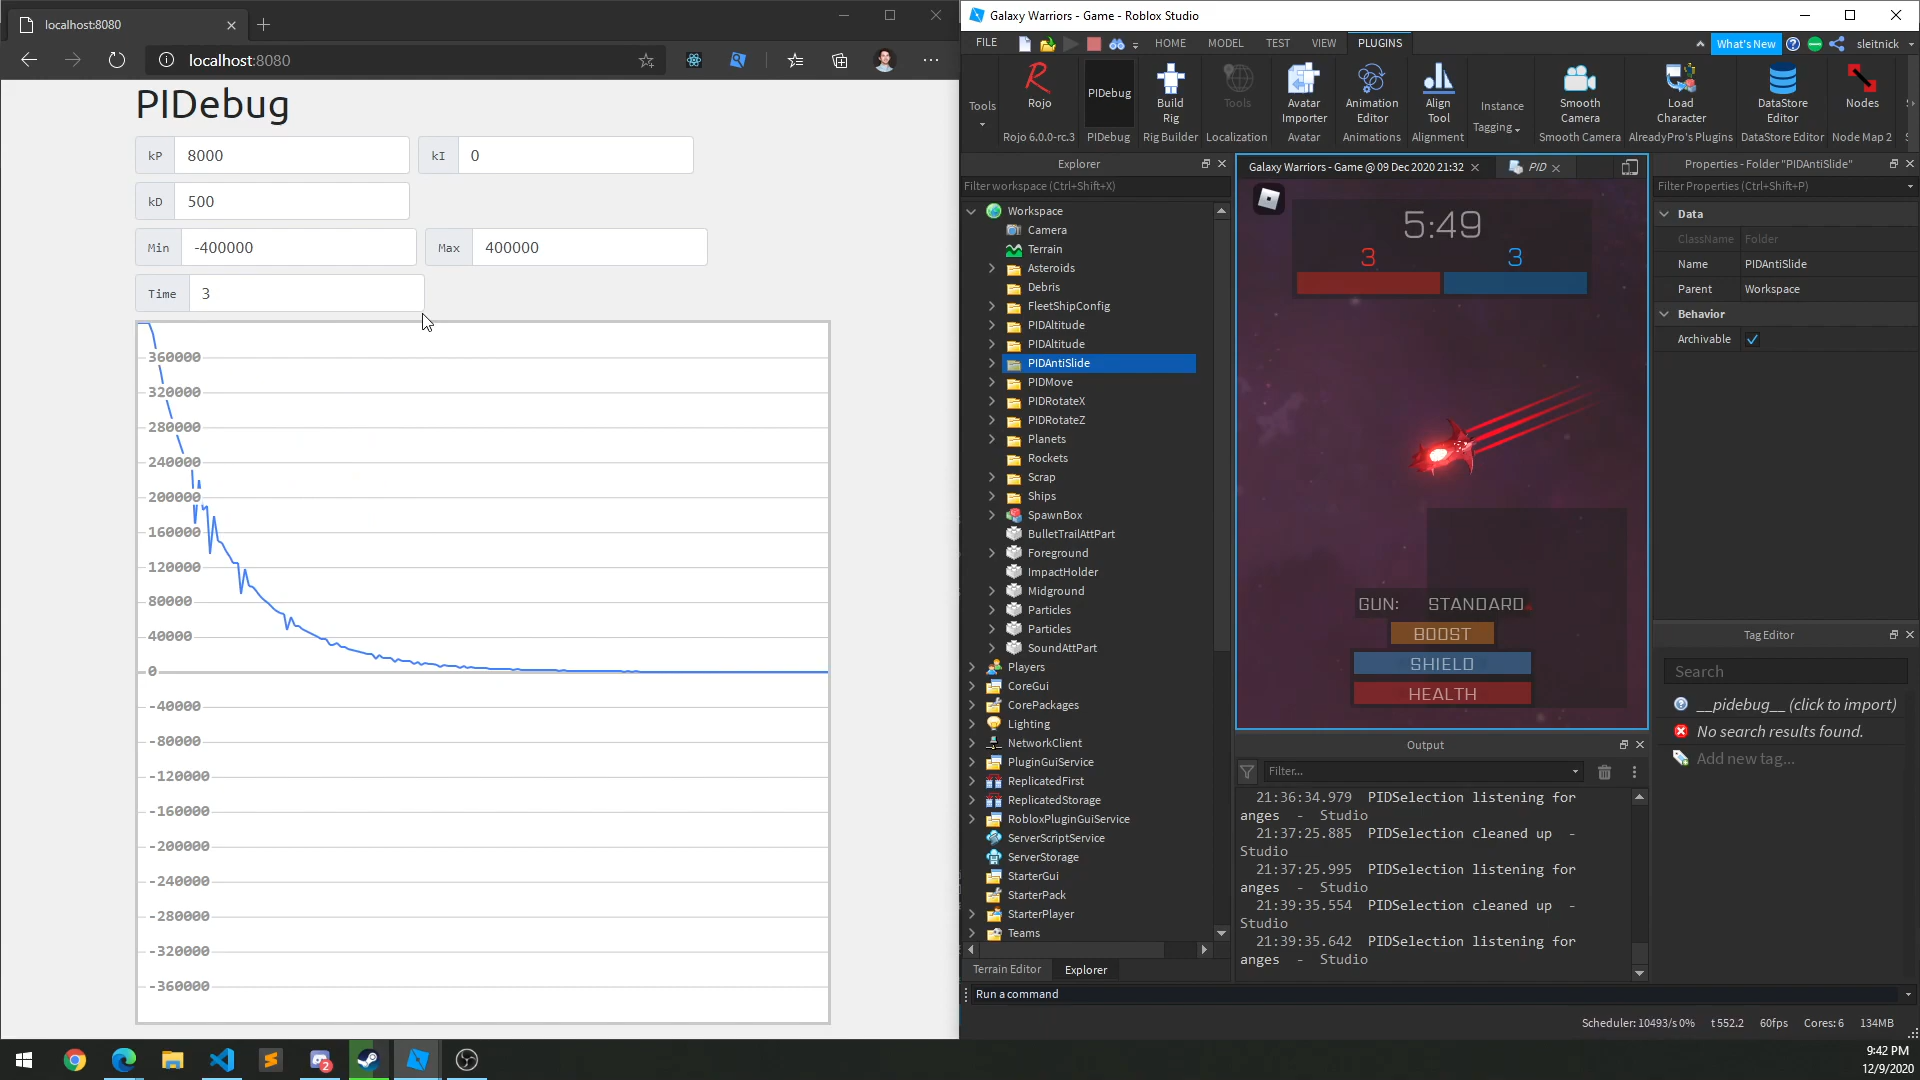 localhost:8080
localhost:8080
PIDebug
kP 8000 kI 0
kD 500
Min -400000 Max 400000
Time 3
360000
320000
280000
240000
200000
160000
120000
80000
40000
0
-40000
-80000
-120000
-160000
-200000
-240000
-280000
-320000
-360000
Galaxy Warriors - Game - Roblox Studio
FILE HOME MODEL TEST VIEW PLUGINS What's New sleitnick
Tools
Rojo
Rojo 6.0.0-rc.3
PIDebug
PIDebug
Build
Rig
Rig Builder
Tools
Localization
Avatar
Importer
Avatar
Animation
Editor
Animations
Align
Tool
Alignment
Instance
Tagging
Smooth
Camera
Smooth Camera
Load
Character
AlreadyPro's Plugins
DataStore
Editor
DataStore Editor
Nodes
Node Map 2
Explorer
Filter workspace (Ctrl+Shift+X)
Workspace
Camera
Terrain
Asteroids
Debris
FleetShipConfig
PIDAltitude
PIDAltitude
PIDAntiSlide
PIDMove
PIDRotateX
PIDRotateZ
Planets
Rockets
Scrap
Ships
SpawnBox
BulletTrailAttPart
Foreground
ImpactHolder
Midground
Particles
Particles
SoundAttPart
Players
CoreGui
CorePackages
Lighting
NetworkClient
PluginGuiService
ReplicatedFirst
ReplicatedStorage
RobloxPluginGuiService
ServerScriptService
ServerStorage
StarterGui
StarterPack
StarterPlayer
Teams
Terrain Editor Explorer
Galaxy Warriors - Game @ 09 Dec 2020 21:32 PID
5:49
3 3
GUN: STANDARD
BOOST
SHIELD
HEALTH
Output
Filter...
21:36:34.979 PIDSelection listening for
anges - Studio
21:37:25.885 PIDSelection cleaned up -
Studio
21:37:25.995 PIDSelection listening for
anges - Studio
21:39:35.554 PIDSelection cleaned up -
Studio
21:39:35.642 PIDSelection listening for
anges - Studio
Properties - Folder "PIDAntiSlide"
Filter Properties (Ctrl+Shift+P)
Data
ClassName Folder
Name PIDAntiSlide
Parent Workspace
Behavior
Archivable
Tag Editor
Search
__pidebug__ (click to import)
No search results found.
Add new tag...
Run a command
Scheduler: 10493/s 0% t 552.2 60fps Cores: 6 134MB
2
9:42 PM
12/9/2020